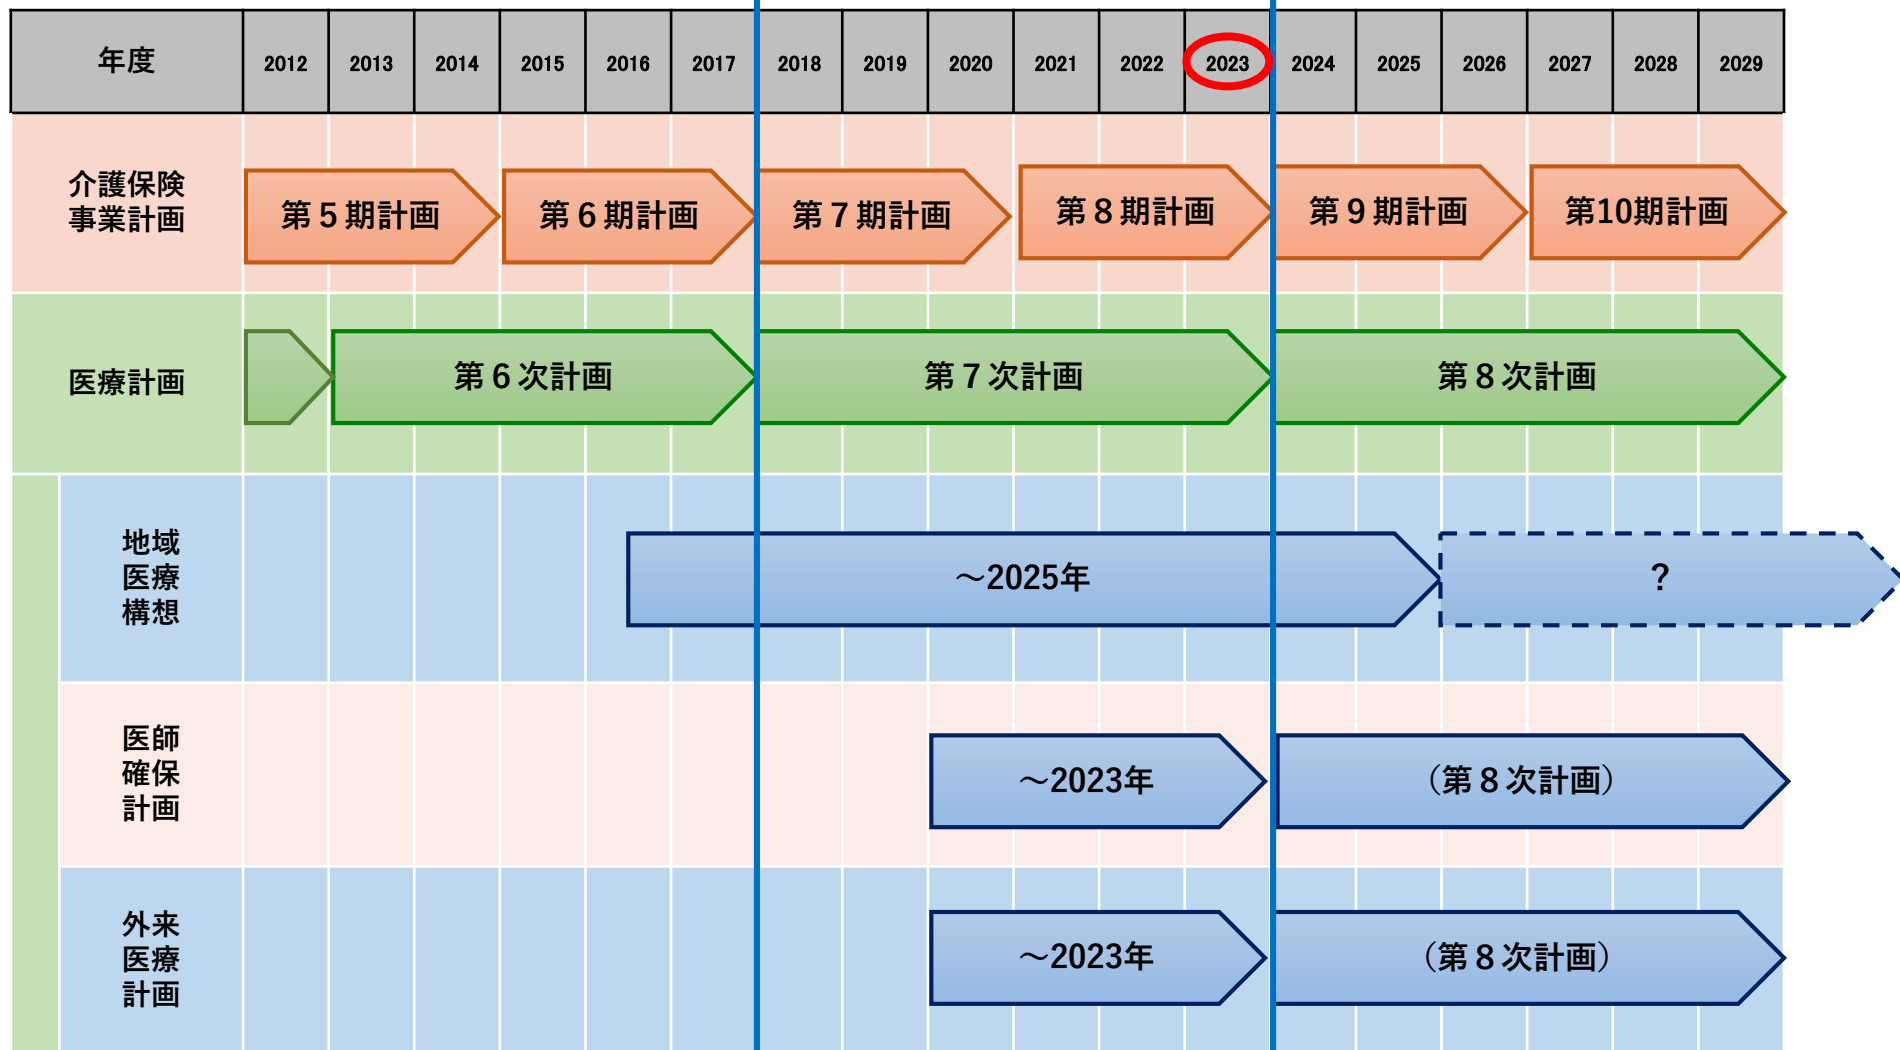 年度 2012 2013 2014 2015 2016 2017 2018 2019 2020 2021 2022 2023 2024 2025 2026 2027 2028 2029
介護保険
事業計画
第５期計画 第６期計画 第７期計画 第８期計画 第９期計画 第10期計画
医療計画
第６次計画 第７次計画 第８次計画
地域
医療
構想
～2025年 ？
医師
確保
計画
～2023年 （第８次計画）
外来
医療
計画
～2023年 （第８次計画）